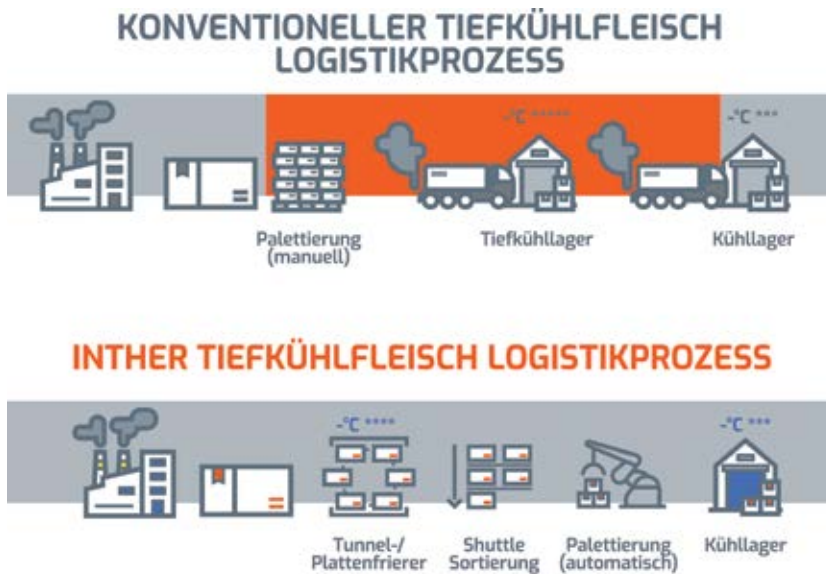 KONVENTIONELLER TIEFKÜHLFLEISCH
LOGISTIKPROZESS
-°C *****
-°C ***
Palettierung
(manuell)
Tiefkühllager
Kühllager
INTHER TIEFKÜHLFLEISCH LOGISTIKPROZESS
-°C ****
-°C ***
Tunnel-/
Plattenfrierer
Shuttle
Sortierung
Palettierung
(automatisch)
Kühllager